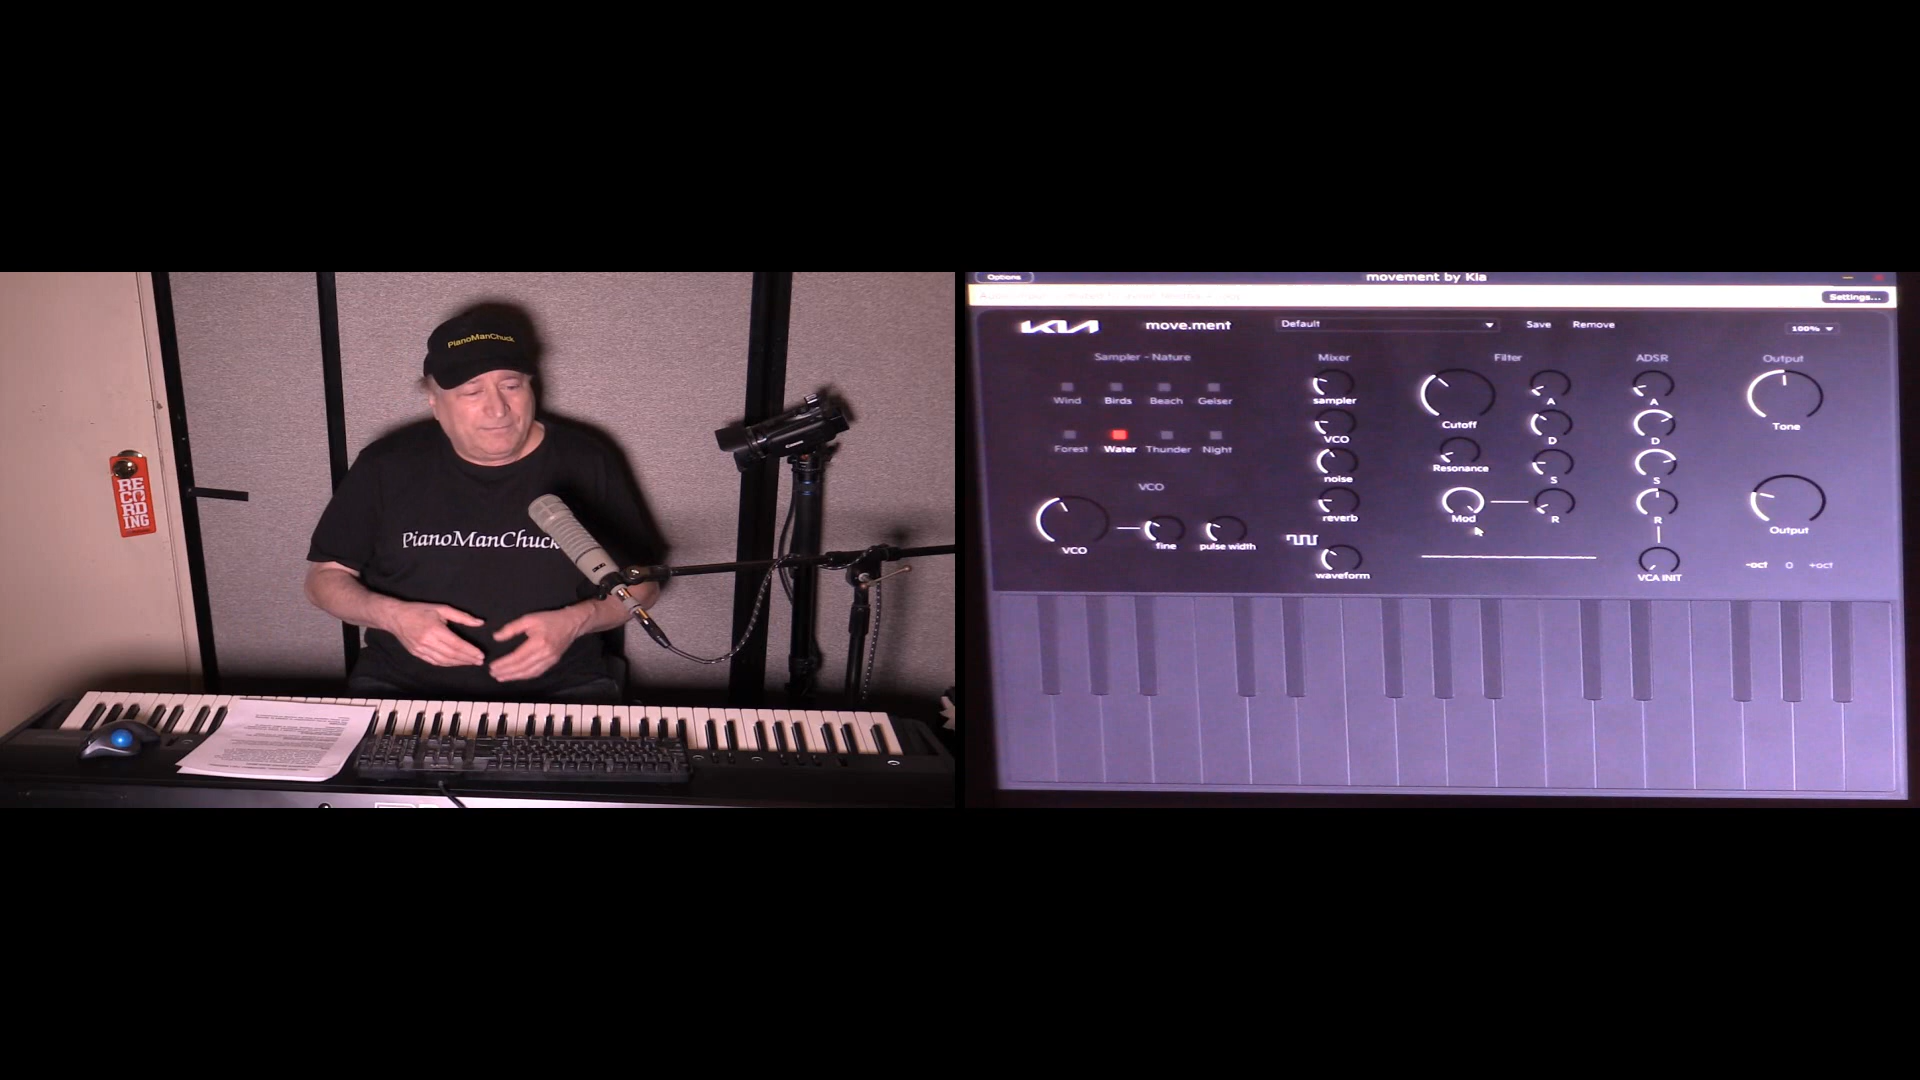 PianoManChuck
RE
CO
RD
ING
PianoManChuck
Canon
Options
movement by Kia
Settings...
KIA
move.ment
Default
Save
Remove
100%
Sampler - Nature
Mixer
Filter
ADSR
Output
Wind
Birds
Beach
Geiser
sampler
Cutoff
A
A
Tone
Forest
Water
Thunder
Night
VCO
D
D
Resonance
noise
S
S
VCO
reverb
Mod
R
R
VCO
fine
pulse width
Output
waveform
VCA INIT
-oct
0
+oct